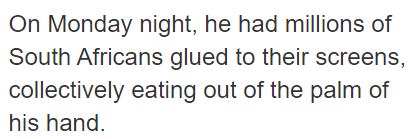 On Monday night, he had millions of
South Africans glued to their screens,
collectively eating out of the palm of
his hand.